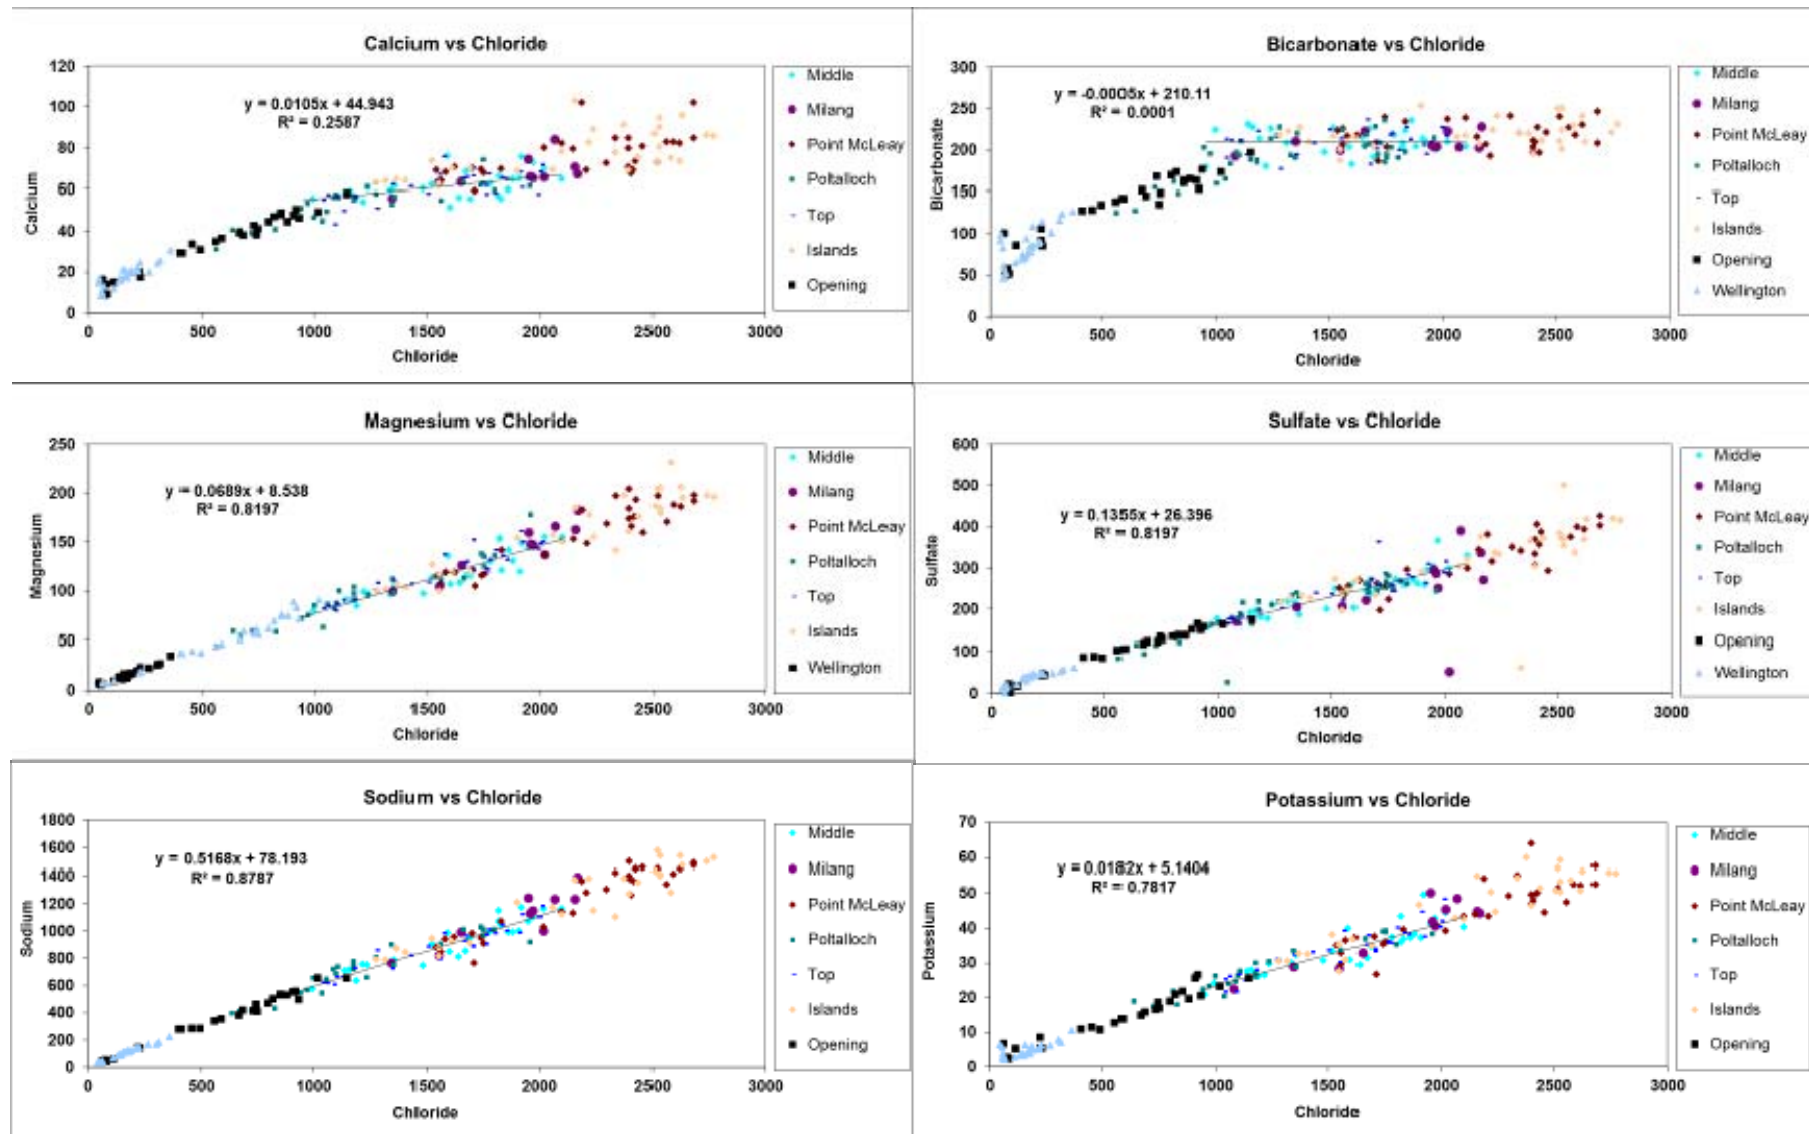 Calcium vs Chloride
120
100
80
60
40
20
0
Calcium
y = 0.0105x + 44.943
R² = 0.2587
0 500 1000 1500 2000 2500 3000
Chloride
Middle
Milang
Point McLeay
Poltalloch
Top
Islands
Opening
Bicarbonate vs Chloride
300
250
200
150
100
50
0
Bicarbonate
y = -0.0005x + 210.11
R² = 0.0001
0 500 1000 1500 2000 2500 3000
Chloride
Middle
Milang
Point McLeay
Poltalloch
Top
Islands
Opening
Wellington
Magnesium vs Chloride
250
200
150
100
50
0
Magnesium
y = 0.0689x + 8.538
R² = 0.8197
0 500 1000 1500 2000 2500 3000
Chloride
Middle
Milang
Point McLeay
Poltalloch
Top
Islands
Wellington
Sulfate vs Chloride
600
500
400
300
200
100
0
Sulfate
y = 0.1355x + 26.396
R² = 0.8197
0 500 1000 1500 2000 2500 3000
Chloride
Middle
Milang
Point McLeay
Poltalloch
Top
Islands
Opening
Wellington
Sodium vs Chloride
1800
1600
1400
1200
1000
800
600
400
200
0
Sodium
y = 0.5168x + 78.193
R² = 0.8787
0 500 1000 1500 2000 2500 3000
Chloride
Middle
Milang
Point McLeay
Poltalloch
Top
Islands
Opening
Potassium vs Chloride
70
60
50
40
30
20
10
0
Potassium
y = 0.0182x + 5.1404
R² = 0.7817
0 500 1000 1500 2000 2500 3000
Chloride
Middle
Milang
Point McLeay
Poltalloch
Top
Islands
Opening